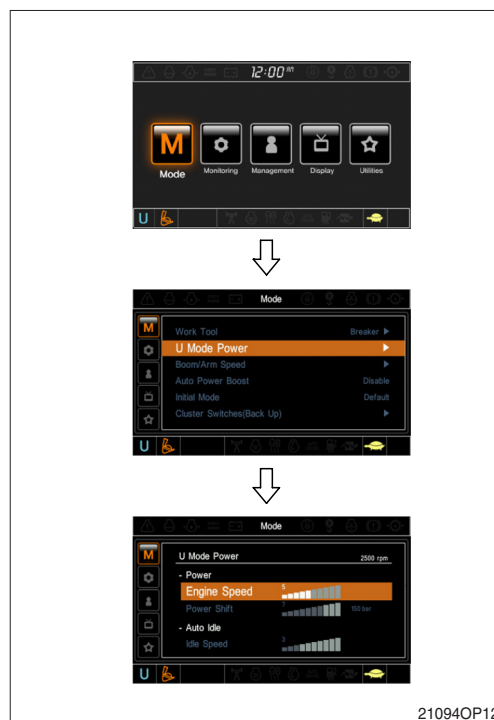 12:00 AM
M
Mode
Monitoring
Management
Display
Utilities
U
Mode
M
Work Tool Breaker ▶
U Mode Power ▶
Boom/Arm Speed ▶
Auto Power Boost Disable
Initial Mode Default
Cluster Switches(Back Up) ▶
U
Mode
M
U Mode Power 2500 rpm
- Power
Engine Speed 5
Power Shift 7 150 bar
- Auto Idle
Idle Speed 3
U
21094OP12